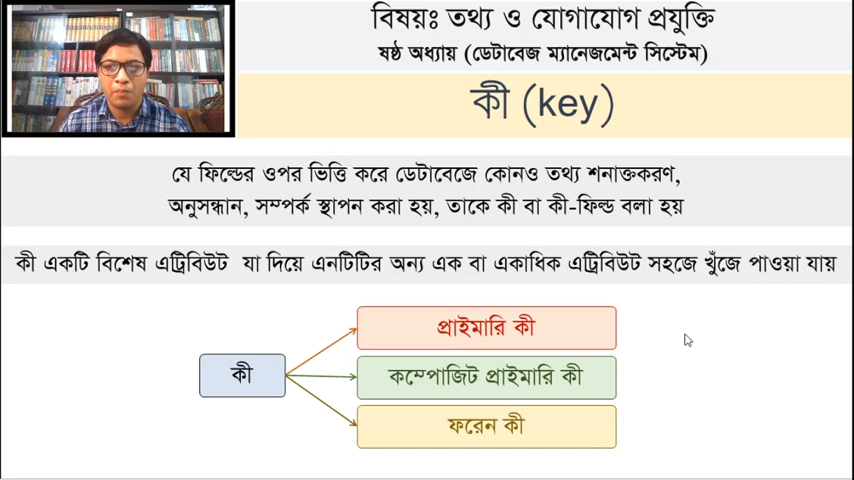 বিষয়ঃ তথ্য ও যোগাযোগ প্রযুক্তি
ষষ্ঠ অধ্যায় (ডেটাবেজ ম্যানেজমেন্ট সিস্টেম)
কী (key)
যে ফিল্ডের ওপর ভিত্তি করে ডেটাবেজে কোনও তথ্য শনাক্তকরণ,
অনুসন্ধান, সম্পর্ক স্থাপন করা হয়, তাকে কী বা কী-ফিল্ড বলা হয়
কী একটি বিশেষ এট্রিবিউট যা দিয়ে এনটিটির অন্য এক বা একাধিক এট্রিবিউট সহজে খুঁজে পাওয়া যায়
প্রাইমারি কী
কী
কম্পোজিট প্রাইমারি কী
ফরেন কী